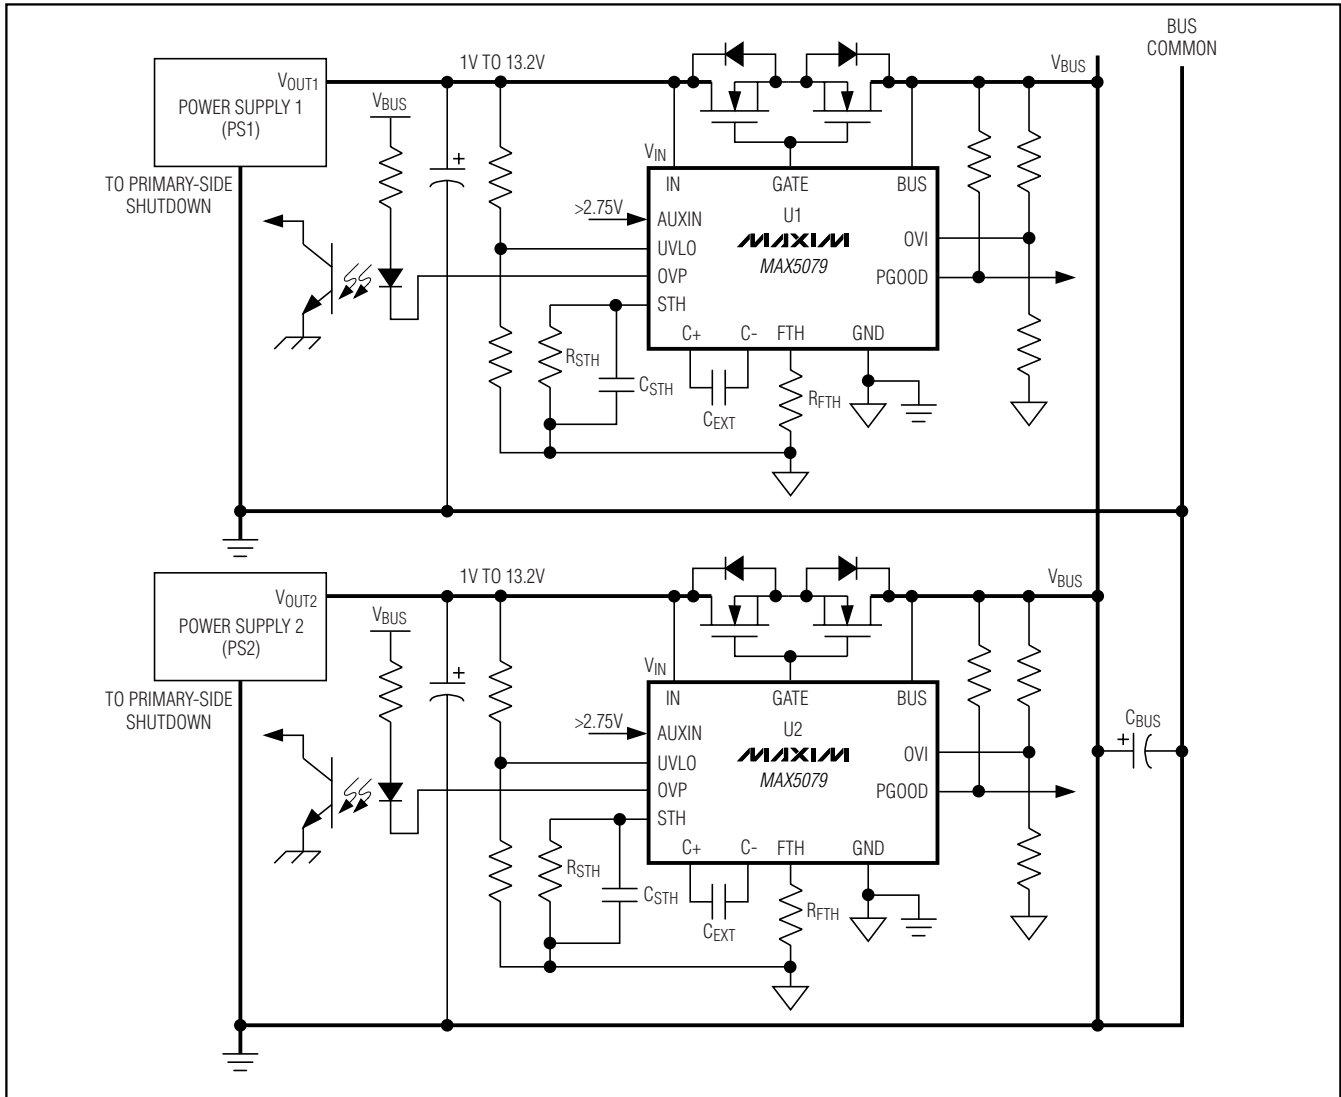 BUS
COMMON
1V TO 13.2V
VBUS
VOUT1
POWER SUPPLY 1
(PS1)
VBUS
TO PRIMARY-SIDE
SHUTDOWN
VIN
IN
GATE
BUS
>2.75V
AUXIN
U1
UVLO
MAXIM
OVI
MAX5079
OVP
PGOOD
STH
C+
C-
FTH
GND
RSTH
CSTH
CEXT
RFTH
1V TO 13.2V
VBUS
VOUT2
POWER SUPPLY 2
(PS2)
VBUS
TO PRIMARY-SIDE
SHUTDOWN
VIN
IN
GATE
BUS
>2.75V
AUXIN
U2
CBUS
+
UVLO
MAXIM
OVI
MAX5079
OVP
PGOOD
STH
C+
C-
FTH
GND
RSTH
CSTH
CEXT
RFTH